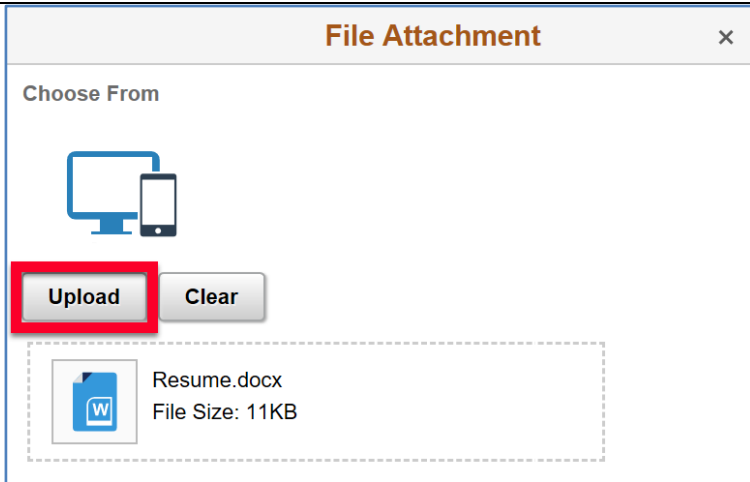 File Attachment ×
Choose From
Upload Clear
W
Resume.docx
File Size: 11KB